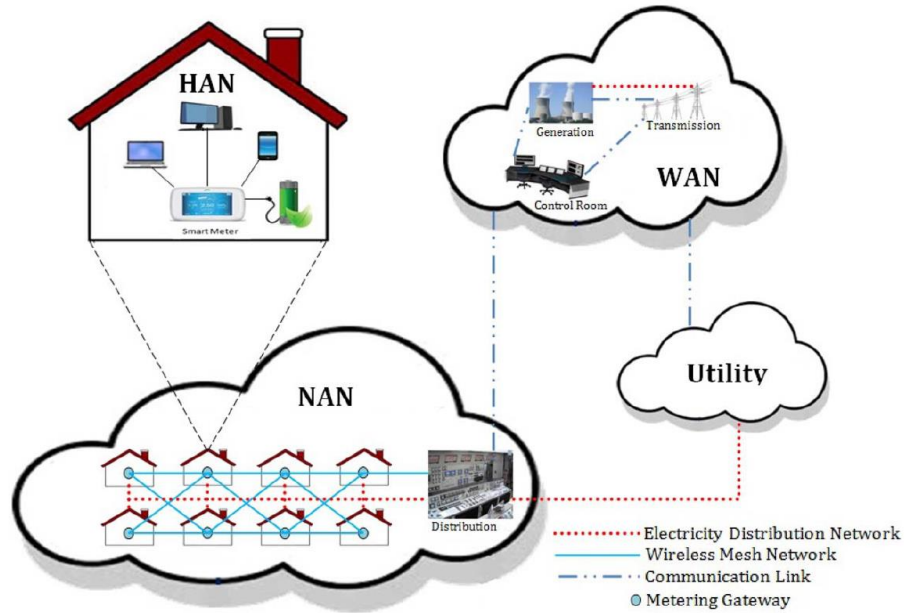 HAN
Smart Meter
Generation
Transmission
WAN
Control Room
Utility
NAN
Distribution
Electricity Distribution Network
Wireless Mesh Network
Communication Link
Metering Gateway